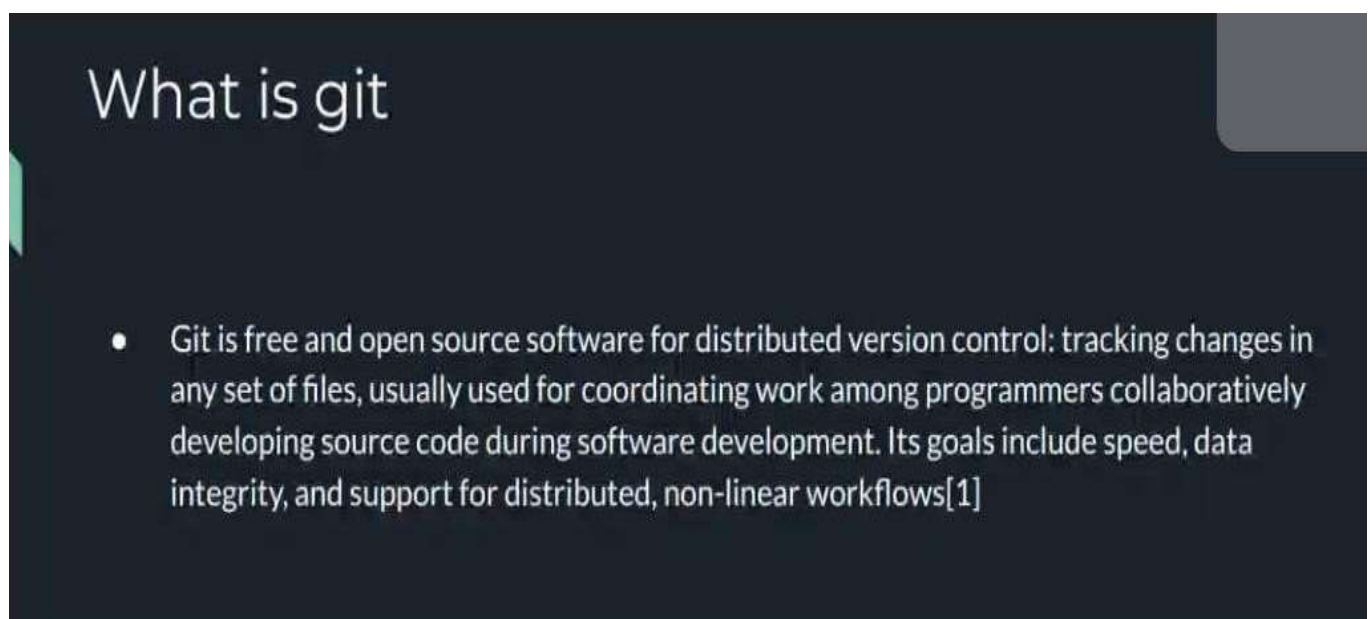 What is git
● Git is free and open source software for distributed version control: tracking changes in
any set of files, usually used for coordinating work among programmers collaboratively
developing source code during software development. Its goals include speed, data
integrity, and support for distributed, non-linear workflows[1]